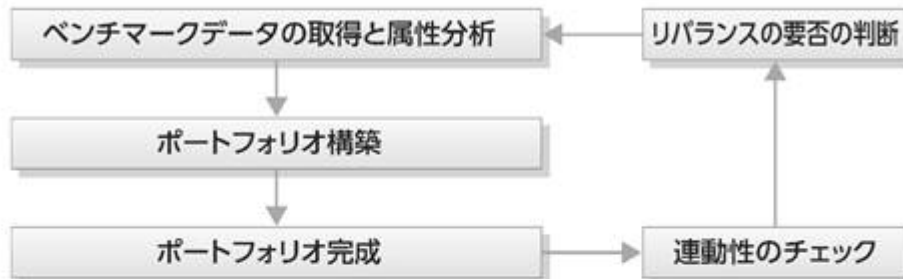 ベンチマークデータの取得と属性分析
リバランスの要否の判断
ポートフォリオ構築
ポートフォリオ完成
連動性のチェック